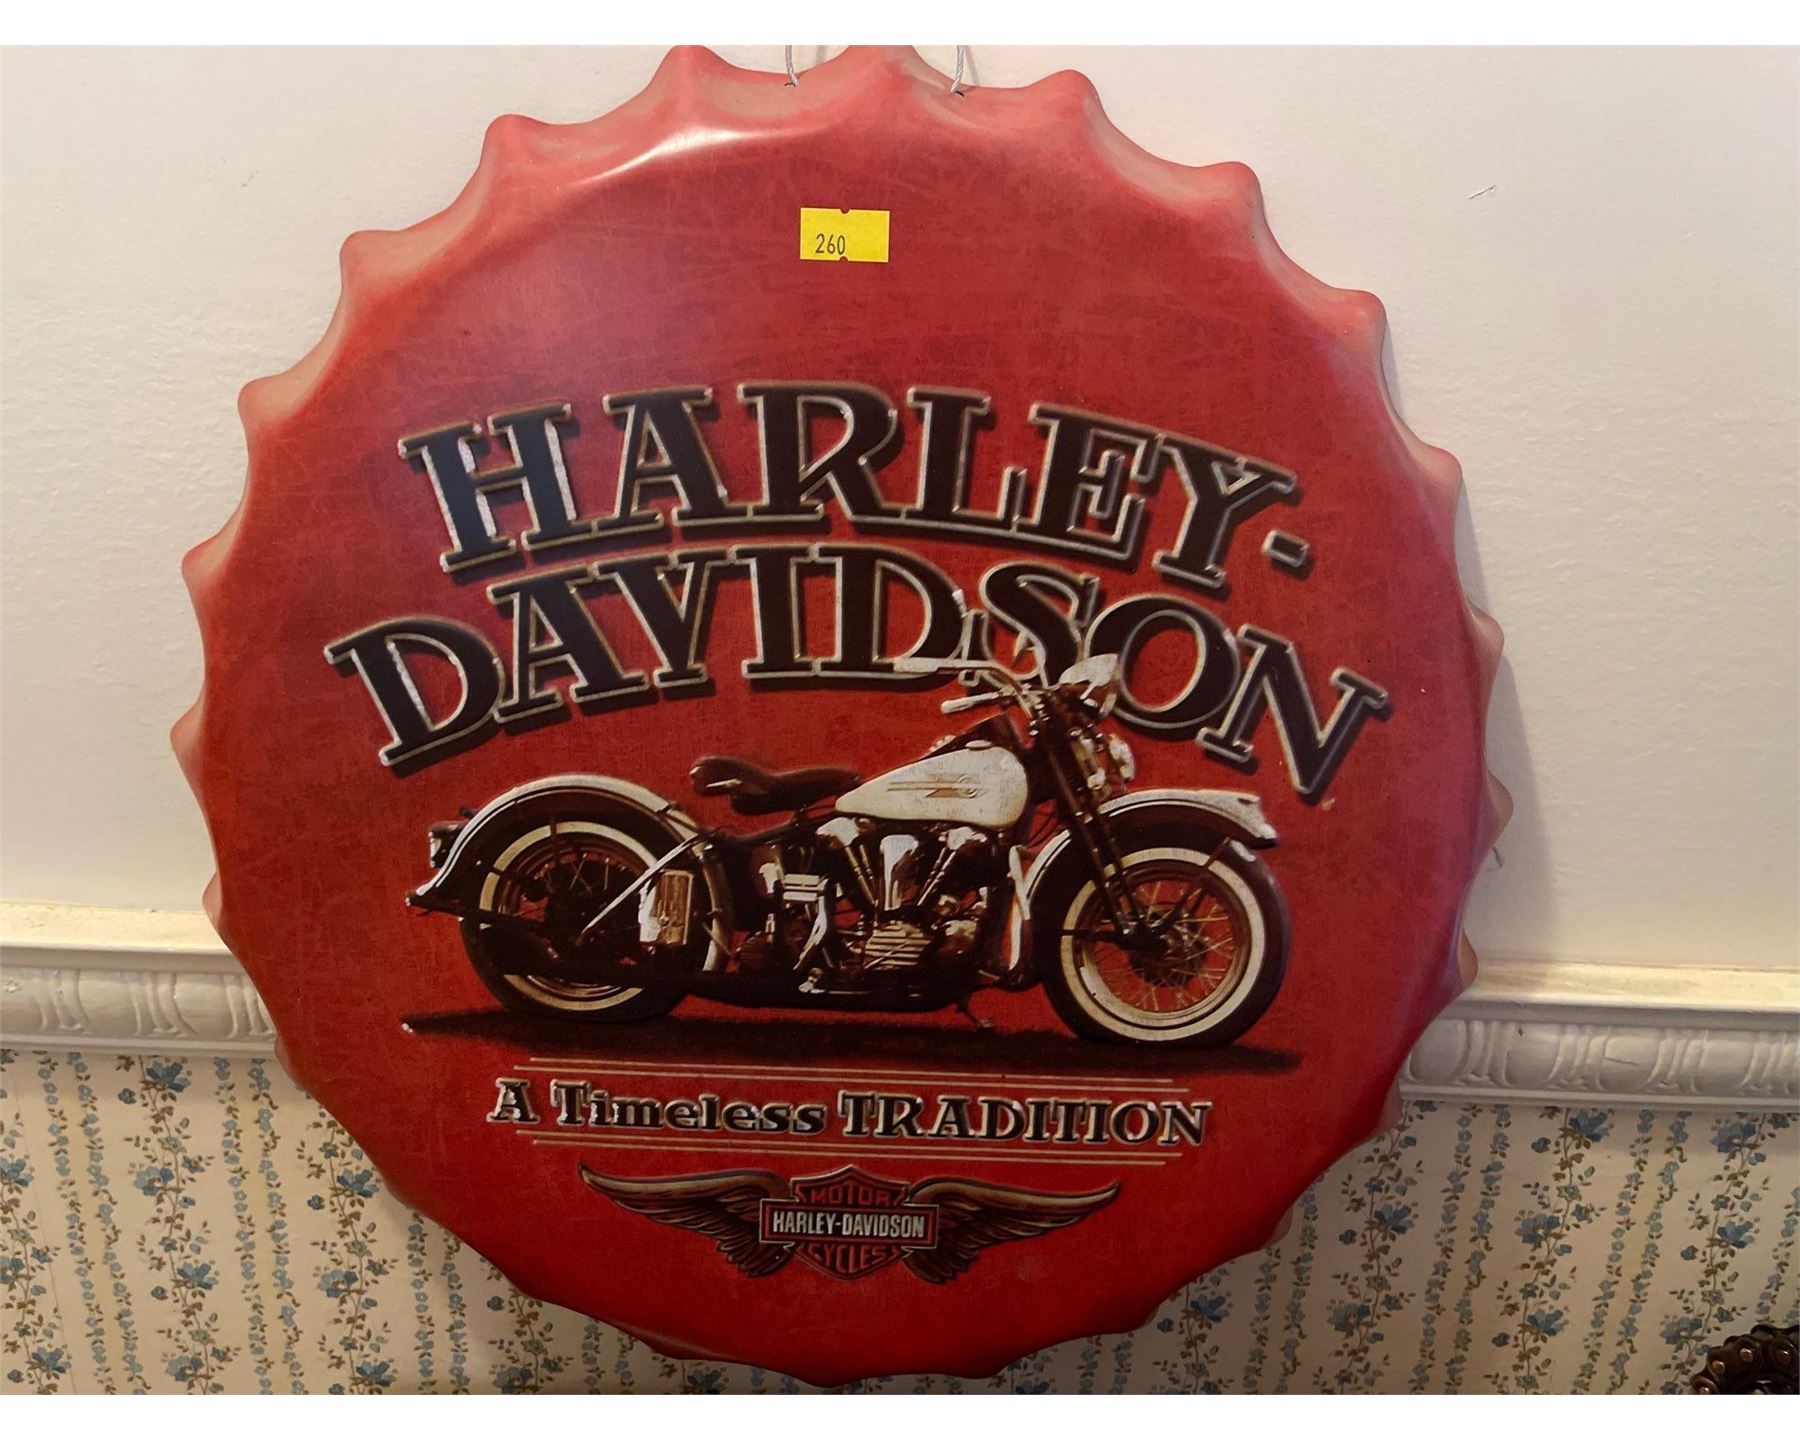 260
HARLEY-
DAVIDSON
A Timeless TRADITION
MOTOR
HARLEY-DAVIDSON
CYCLES